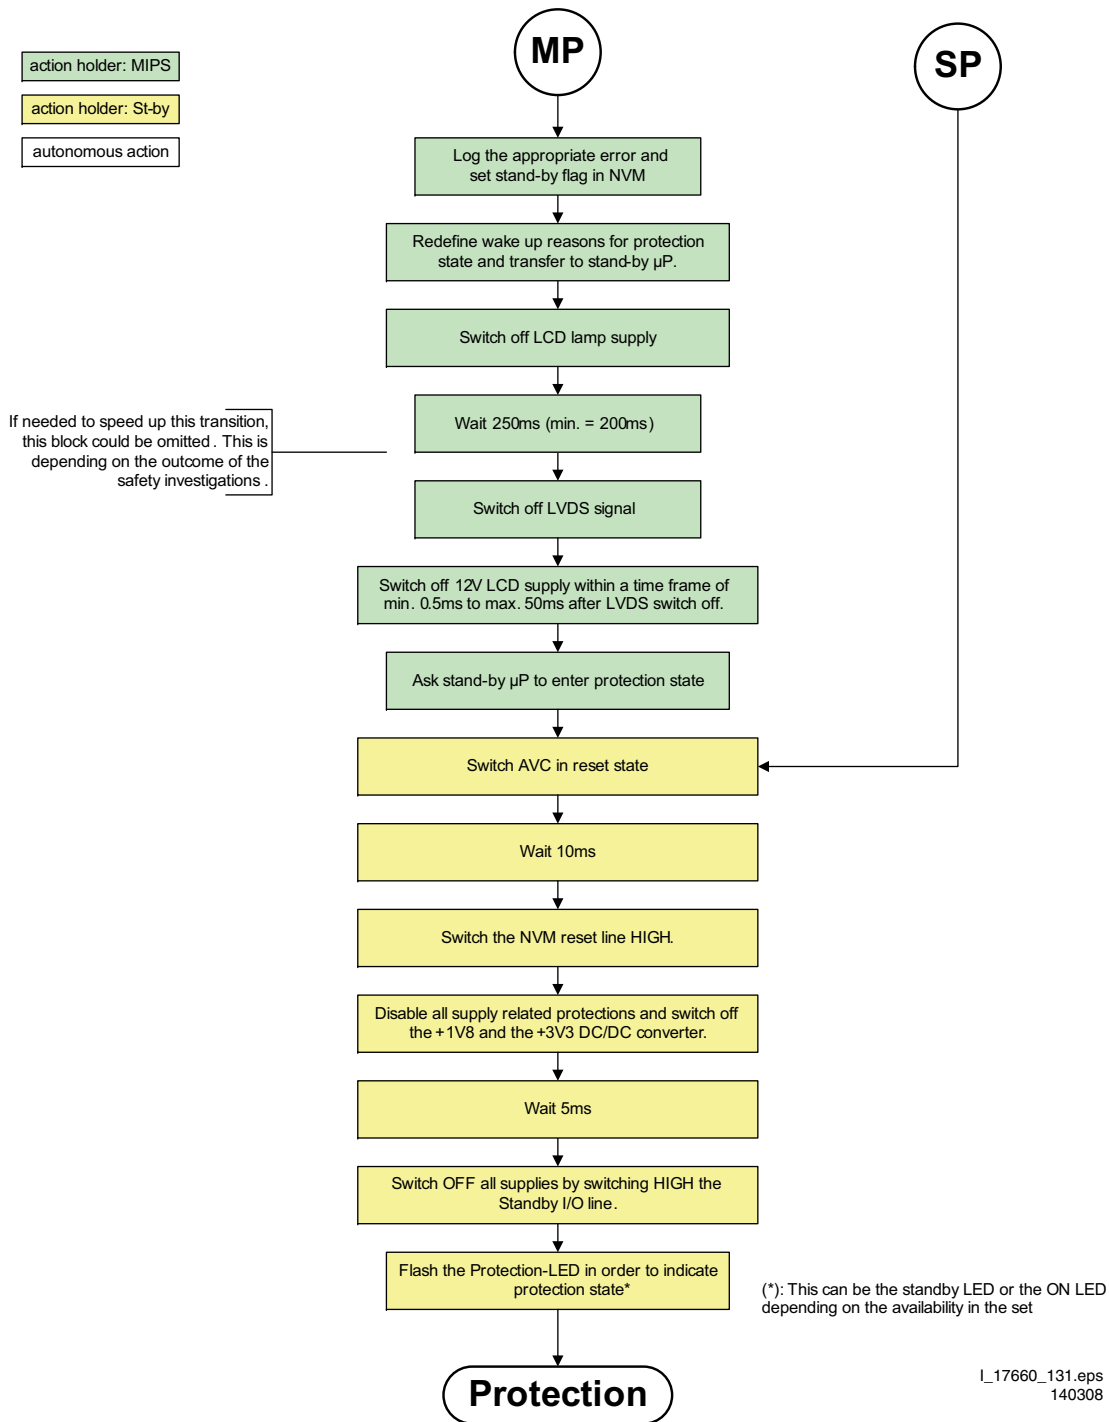 MP
SP
action holder: MIPS
action holder: St-by
autonomous action
Log the appropriate error and
set stand-by flag in NVM
Redefine wake up reasons for protection
state and transfer to stand-by µP.
Switch off LCD lamp supply
If needed to speed up this transition,
this block could be omitted . This is
depending on the outcome of the
safety investigations .
Wait 250ms (min. = 200ms)
Switch off LVDS signal
Switch off 12V LCD supply within a time frame of
min. 0.5ms to max. 50ms after LVDS switch off.
Ask stand-by µP to enter protection state
Switch AVC in reset state
Wait 10ms
Switch the NVM reset line HIGH.
Disable all supply related protections and switch off
the +1V8 and the +3V3 DC/DC converter.
Wait 5ms
Switch OFF all supplies by switching HIGH the
Standby I/O line.
Flash the Protection-LED in order to indicate
protection state*
(*): This can be the standby LED or the ON LED
depending on the availability in the set
Protection
I_17660_131.eps
140308